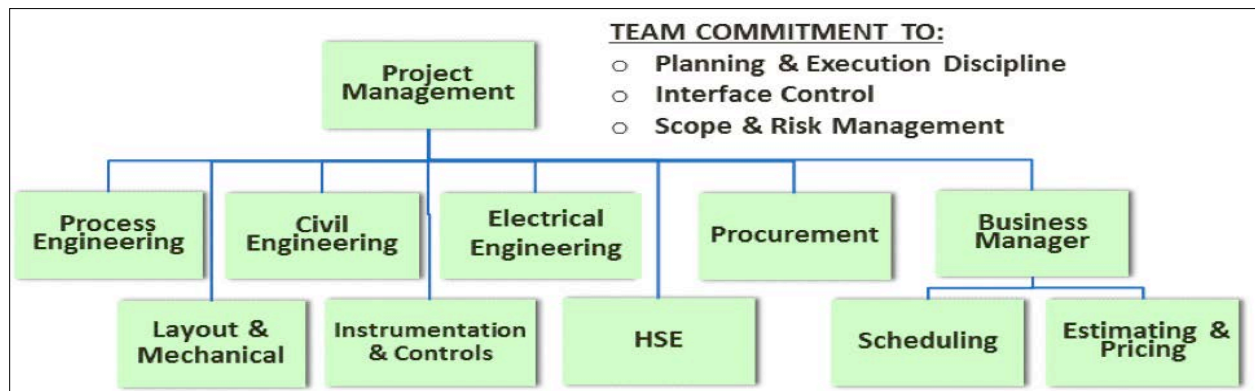 TEAM COMMITMENT TO:
○ Planning & Execution Discipline
○ Interface Control
○ Scope & Risk Management
Project
Management
Process
Engineering
Civil
Engineering
Electrical
Engineering
Procurement
Business
Manager
Layout &
Mechanical
Instrumentation
& Controls
HSE
Scheduling
Estimating &
Pricing